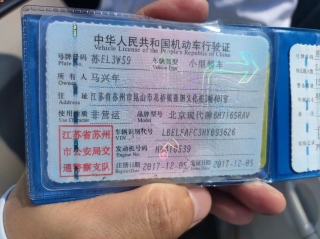 中华人民共和国机动车行驶证
Vehicle License of the People's Republic of China
号牌号码 苏EL3W59 车辆类型 小型轿车
Plate No. Vehicle Type
所有人 马兴年
Owner
住址 江苏省苏州市昆山市
Address
使用性质 非营运 品牌型号 北京现代牌BH7165RAV
Use Character Model
江苏省苏州市公安局交通警察支队
车辆识别代号 LBELFAFC3HY893626
VIN
发动机号码
Engine No.
注册日期 2017-12-05 发证日期 2017-12-05
Register Date Issue Date